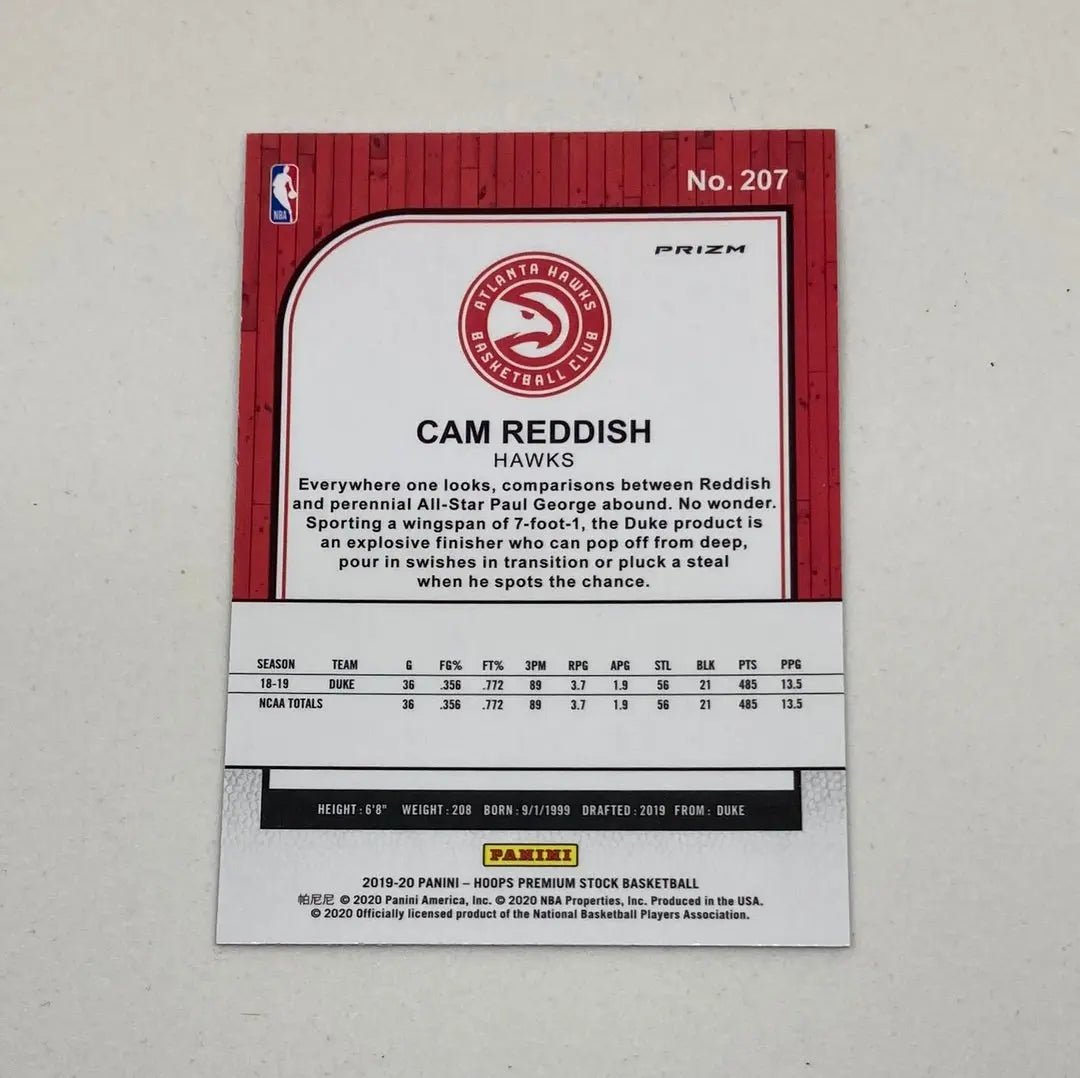 No. 207
NBA
PRIZM
ATLANTA HAWKS
BASKETBALL CLUB
CAM REDDISH
HAWKS
Everywhere one looks, comparisons between Reddish
and perennial All-Star Paul George abound. No wonder.
Sporting a wingspan of 7-foot-1, the Duke product is
an explosive finisher who can pop off from deep,
pour in swishes in transition or pluck a steal
when he spots the chance.
SEASON TEAM G FG% FT% 3PM RPG APG STL BLK PTS PPG
18-19 DUKE 36 .356 .772 89 3.7 1.9 56 21 485 13.5
NCAA TOTALS 36 .356 .772 89 3.7 1.9 56 21 485 13.5
HEIGHT : 6'8" WEIGHT : 208 BORN : 9/1/1999 DRAFTED : 2019 FROM : DUKE
PANINI
2019-20 PANINI – HOOPS PREMIUM STOCK BASKETBALL
帕尼尼 © 2020 Panini America, Inc. © 2020 NBA Properties, Inc. Produced in the USA.
© 2020 Officially licensed product of the National Basketball Players Association.